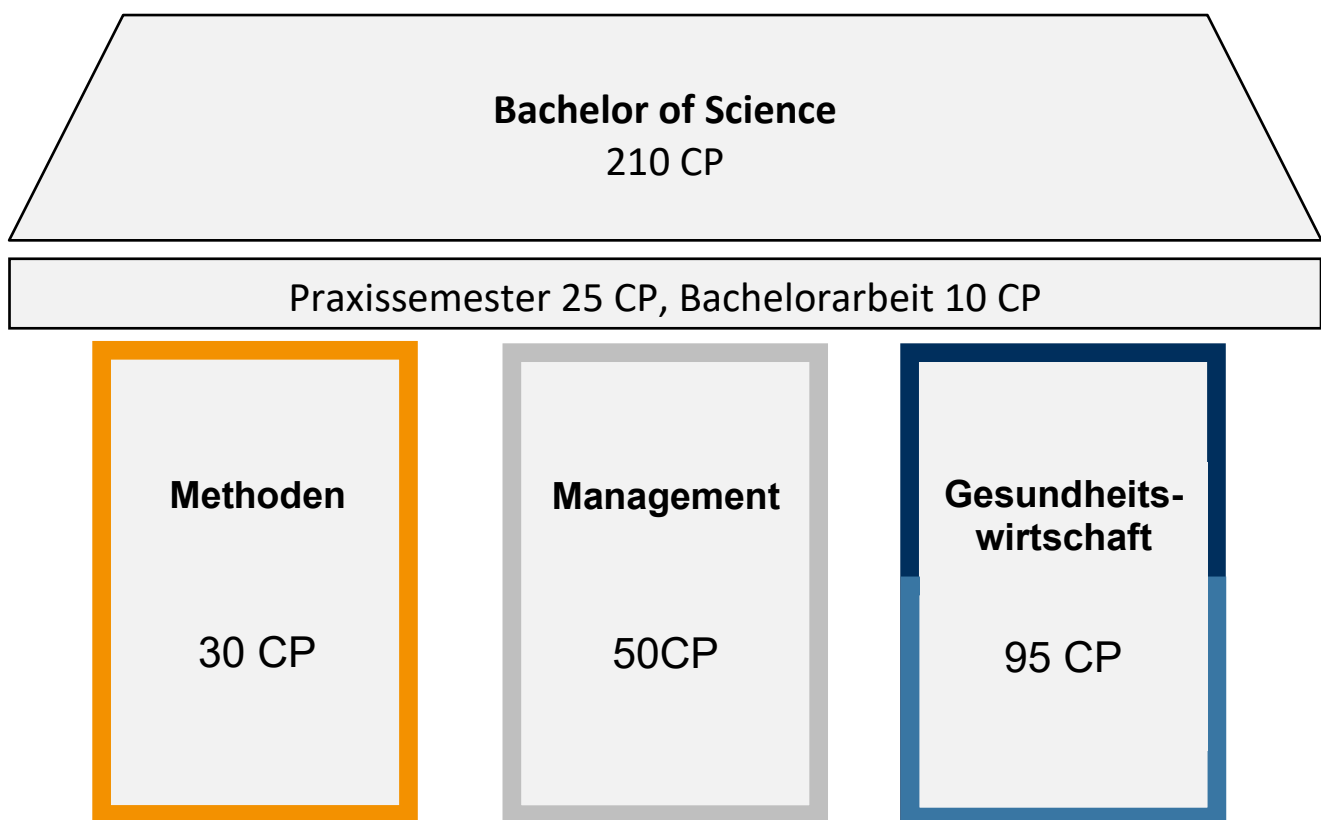 Bachelor of Science
210 CP
Praxissemester 25 CP, Bachelorarbeit 10 CP
Methoden
30 CP
Management
50CP
Gesundheits-
wirtschaft
95 CP